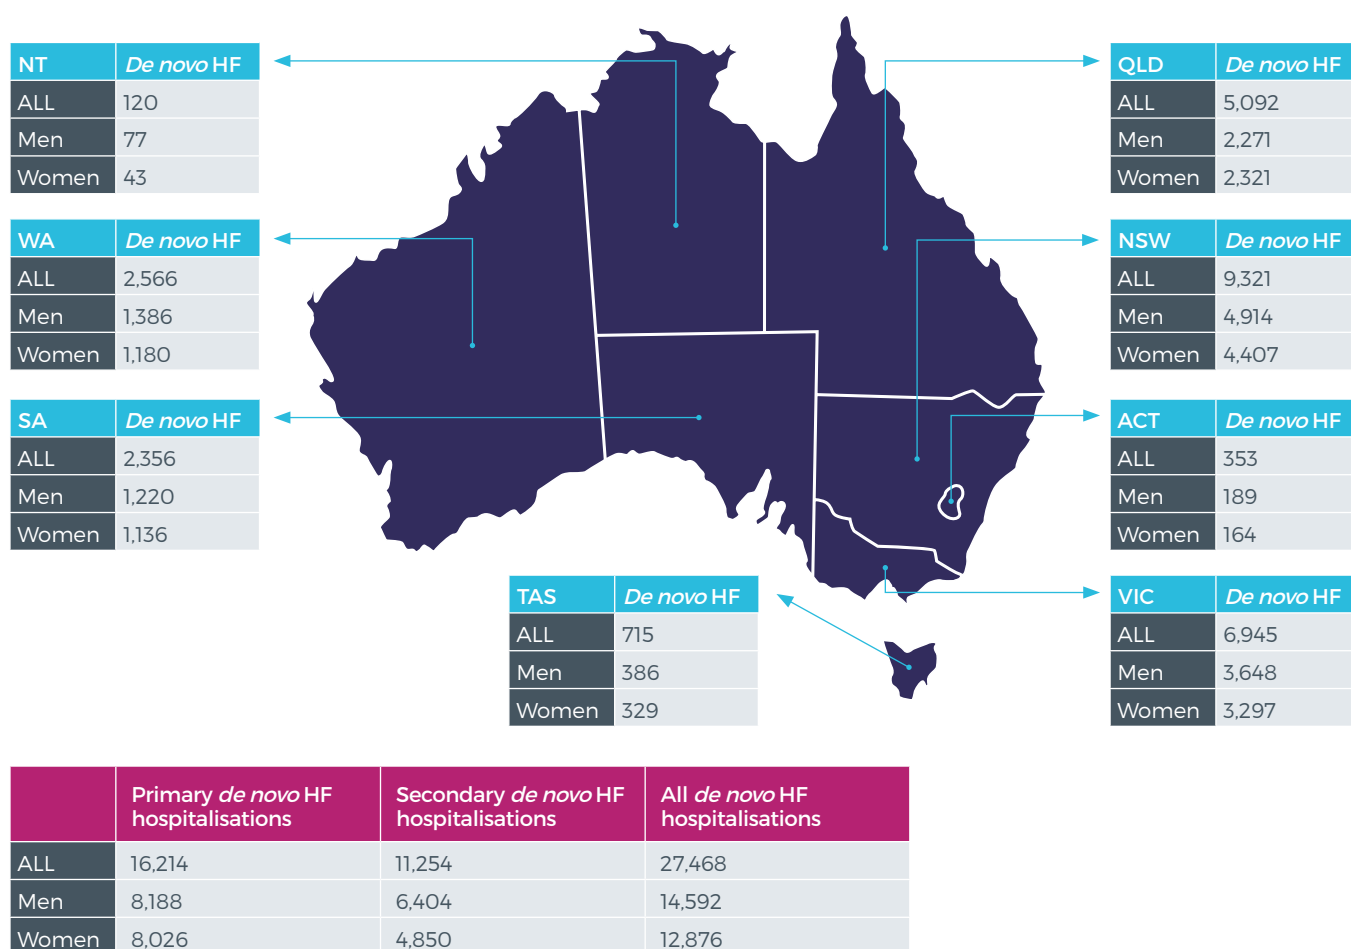 NT De novo HF
ALL 120
Men 77
Women 43
WA De novo HF
ALL 2,566
Men 1,386
Women 1,180
SA De novo HF
ALL 2,356
Men 1,220
Women 1,136
TAS De novo HF
ALL 715
Men 386
Women 329
QLD De novo HF
ALL 5,092
Men 2,271
Women 2,321
NSW De novo HF
ALL 9,321
Men 4,914
Women 4,407
ACT De novo HF
ALL 353
Men 189
Women 164
VIC De novo HF
ALL 6,945
Men 3,648
Women 3,297
Primary de novo HF hospitalisations Secondary de novo HF hospitalisations All de novo HF hospitalisations
ALL 16,214 11,254 27,468
Men 8,188 6,404 14,592
Women 8,026 4,850 12,876